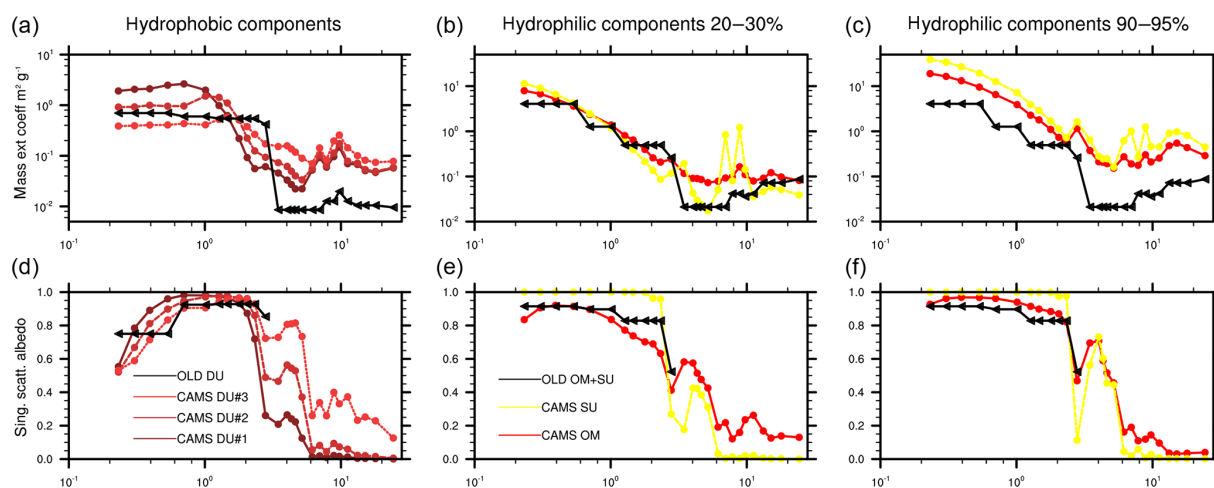 (a) Hydrophobic components
(b) Hydrophilic components 20–30%
(c) Hydrophilic components 90–95%
Mass ext coeff m² g⁻¹
10¹
10⁰
10⁻¹
10⁻²
10⁻¹ 10⁰ 10¹
10¹
10⁰
10⁻¹
10⁻²
10⁻¹ 10⁰ 10¹
10¹
10⁰
10⁻¹
10⁻²
10⁻¹ 10⁰ 10¹
(d)
(e)
(f)
Sing. scatt. albedo
1.0
0.8
0.6
0.4
0.2
0.0
OLD DU
CAMS DU#3
CAMS DU#2
CAMS DU#1
10⁻¹ 10⁰ 10¹
1.0
0.8
0.6
0.4
0.2
0.0
OLD OM+SU
CAMS SU
CAMS OM
10⁻¹ 10⁰ 10¹
1.0
0.8
0.6
0.4
0.2
0.0
10⁻¹ 10⁰ 10¹